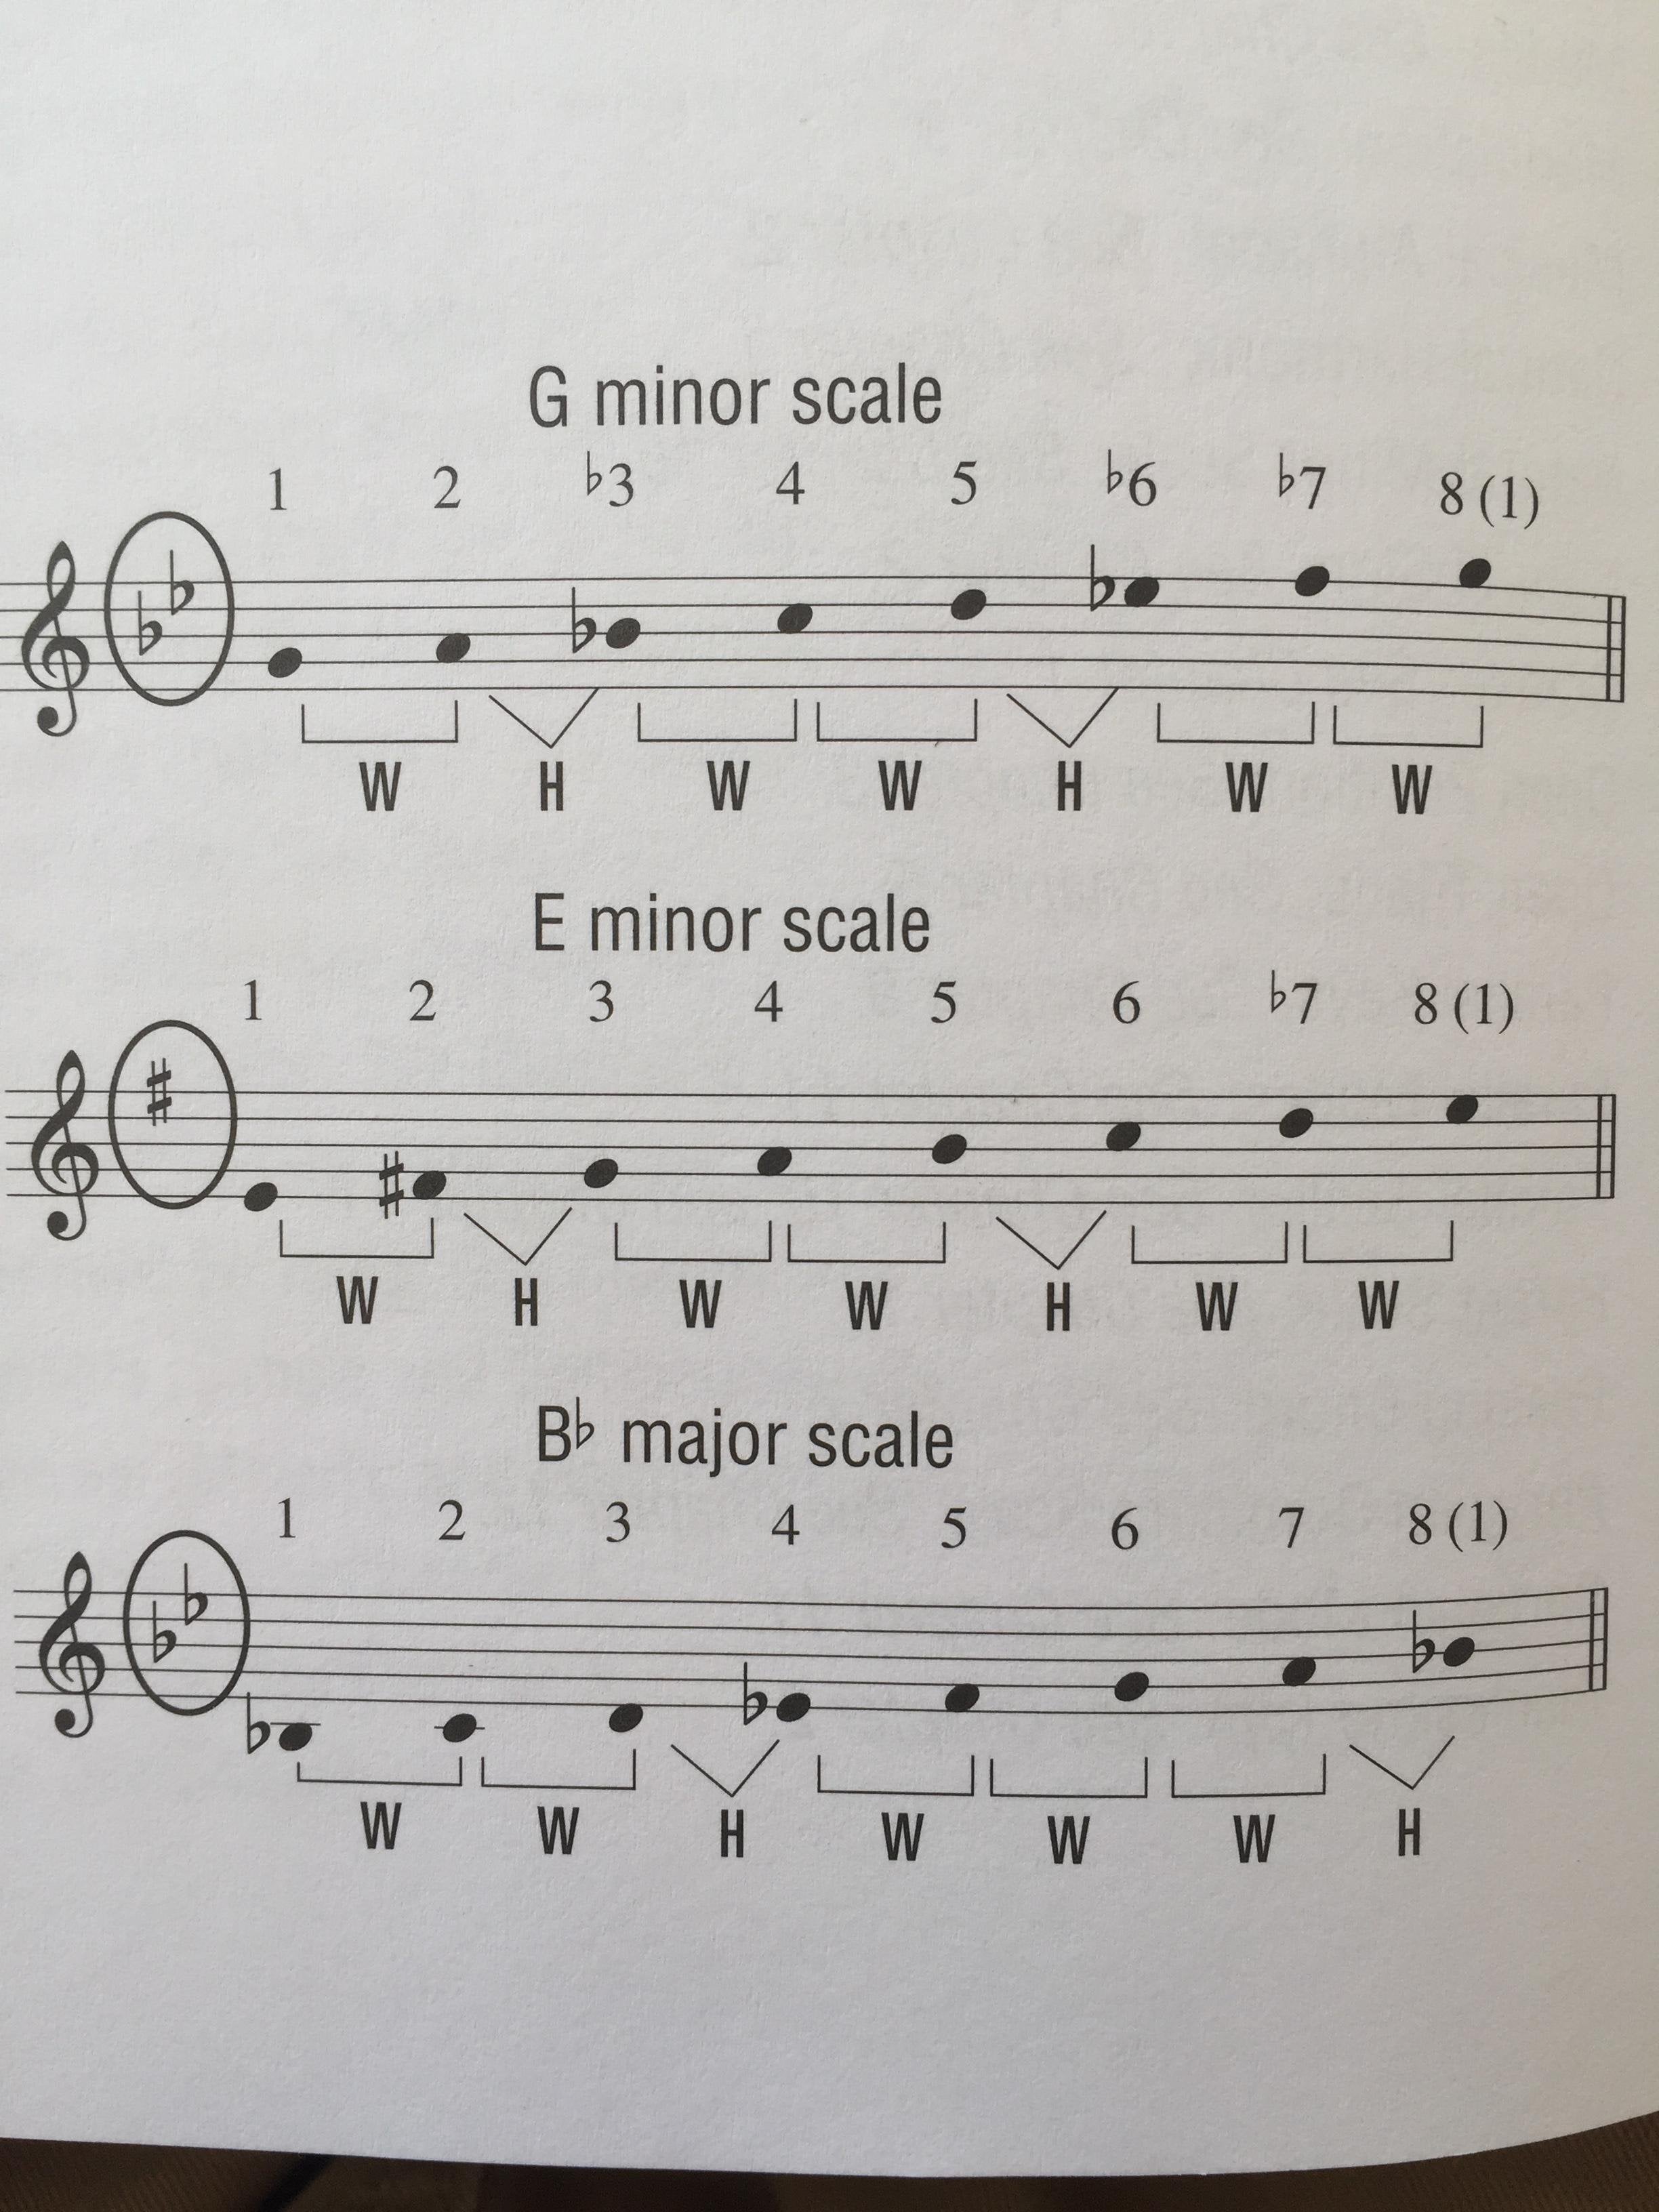 G minor scale
1 2 ♭3 4 5 ♭6 ♭7 8 (1)
W H W W H W W
E minor scale
1 2 3 4 5 6 ♭7 8 (1)
W H W W H W W
B♭ major scale
1 2 3 4 5 6 7 8 (1)
W W H W W W H